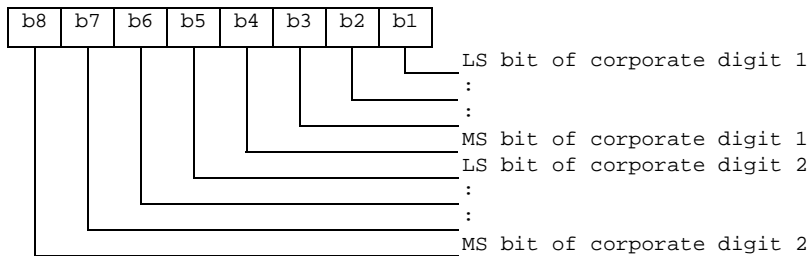 b8 b7 b6 b5 b4 b3 b2 b1
LS bit of corporate digit 1
:
:
MS bit of corporate digit 1
LS bit of corporate digit 2
:
:
MS bit of corporate digit 2